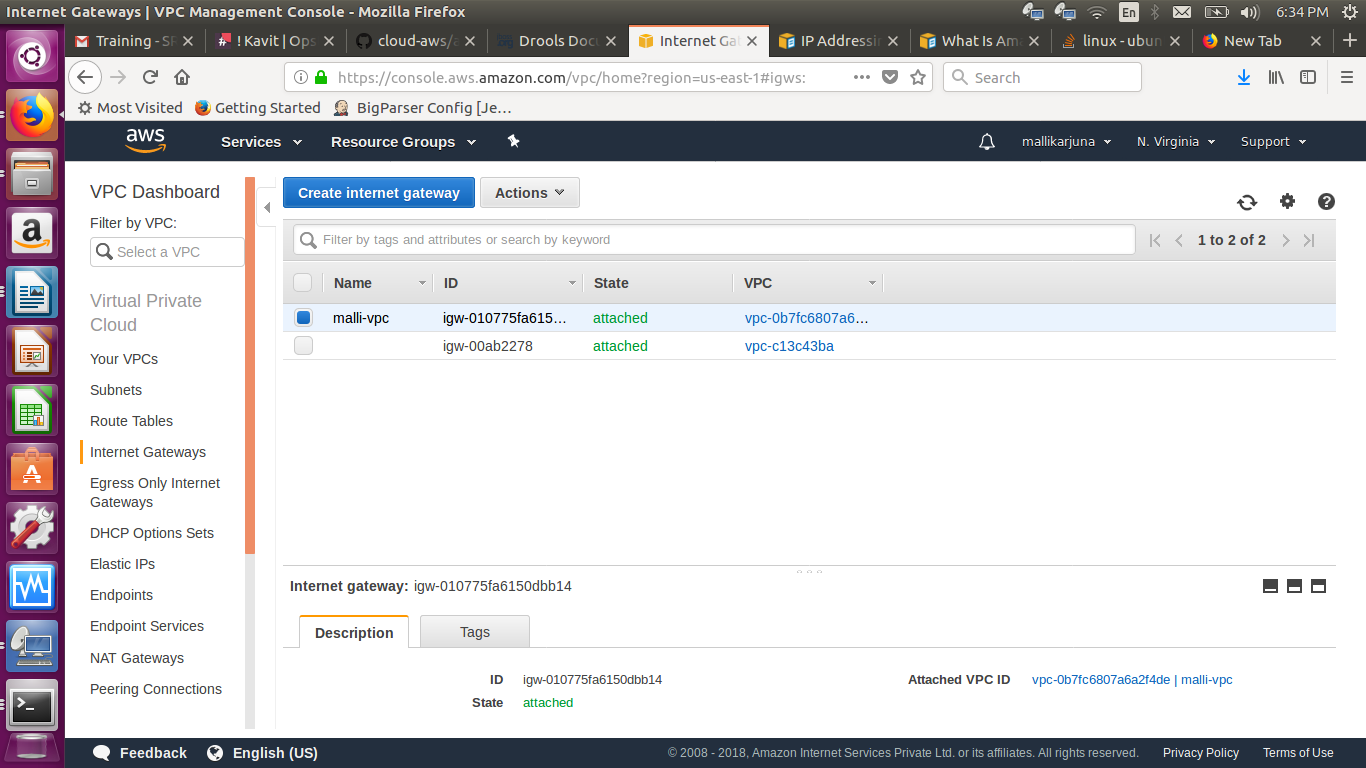 Internet Gateways | VPC Management Console - Mozilla Firefox
En
6:34 PM
Training - SP
! Kavit | Ops
cloud-aws/a
Drools Docu
Internet Gat
IP Addressin
What Is Ama
linux - ubun
New Tab
https://console.aws.amazon.com/vpc/home?region=us-east-1#igws:
Search
Most Visited
Getting Started
BigParser Config [Je…
aws
Services
Resource Groups
mallikarjuna
N. Virginia
Support
VPC Dashboard
Filter by VPC:
Select a VPC
Virtual Private
Cloud
Your VPCs
Subnets
Route Tables
Internet Gateways
Egress Only Internet
Gateways
DHCP Options Sets
Elastic IPs
Endpoints
Endpoint Services
NAT Gateways
Peering Connections
Create internet gateway
Actions
Filter by tags and attributes or search by keyword
1 to 2 of 2
Name ID State VPC
malli-vpc igw-010775fa615… attached vpc-0b7fc6807a6…
igw-00ab2278 attached vpc-c13c43ba
Internet gateway: igw-010775fa6150dbb14
Description
Tags
ID igw-010775fa6150dbb14
Attached VPC ID vpc-0b7fc6807a6a2f4de | malli-vpc
State attached
Feedback
English (US)
© 2008 - 2018, Amazon Internet Services Private Ltd. or its affiliates. All rights reserved.
Privacy Policy
Terms of Use